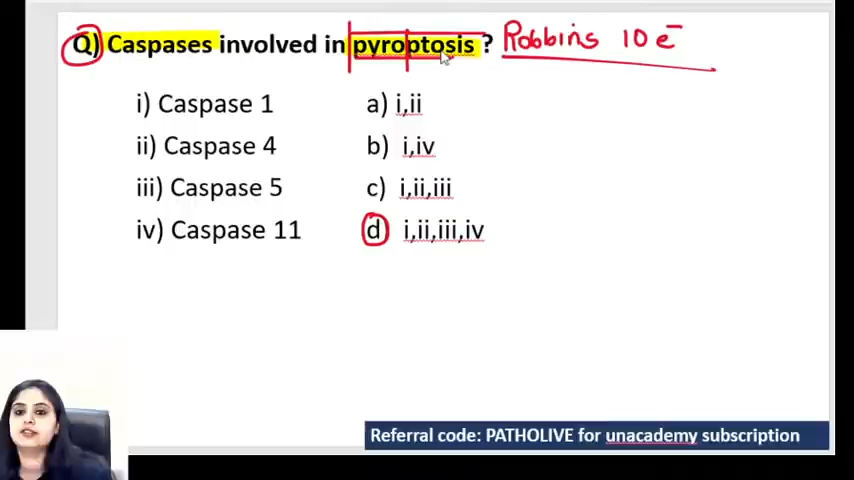 Q) Caspases involved in pyroptosis ? Robbins 10 e
i) Caspase 1 a) i,ii
ii) Caspase 4 b) i,iv
iii) Caspase 5 c) i,ii,iii
iv) Caspase 11 d i,ii,iii,iv
Referral code: PATHOLIVE for unacademy subscription